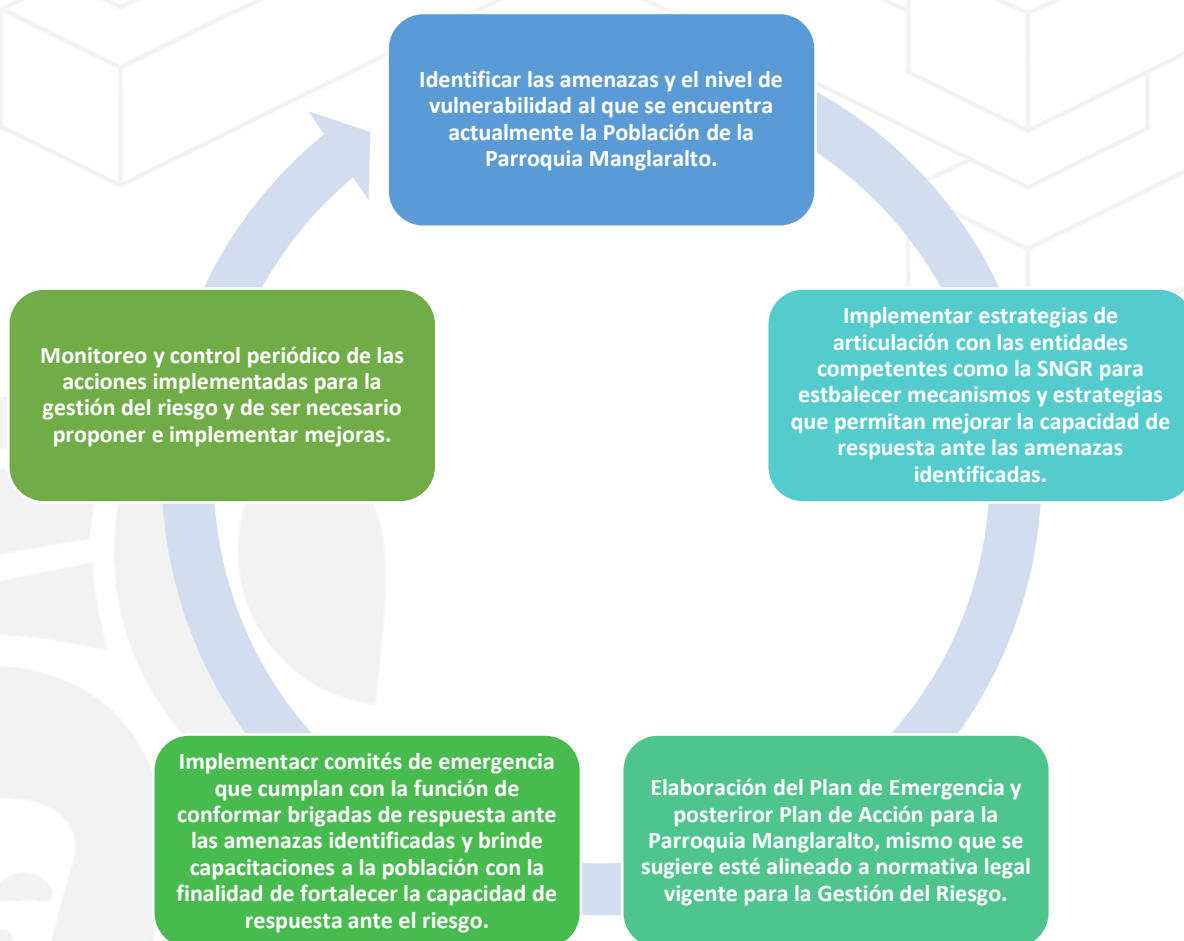 Identificar las amenazas y el nivel de
vulnerabilidad al que se encuentra
actualmente la Población de la
Parroquia Manglaralto.
Implementar estrategias de
articulación con las entidades
competentes como la SNGR para
estbalecer mecanismos y estrategias
que permitan mejorar la capacidad de
respuesta ante las amenazas
identificadas.
Elaboración del Plan de Emergencia y
posteriror Plan de Acción para la
Parroquia Manglaralto, mismo que se
sugiere esté alineado a normativa legal
vigente para la Gestión del Riesgo.
Implementacr comités de emergencia
que cumplan con la función de
conformar brigadas de respuesta ante
las amenazas identificadas y brinde
capacitaciones a la población con la
finalidad de fortalecer la capacidad de
respuesta ante el riesgo.
Monitoreo y control periódico de las
acciones implementadas para la
gestión del riesgo y de ser necesario
proponer e implementar mejoras.